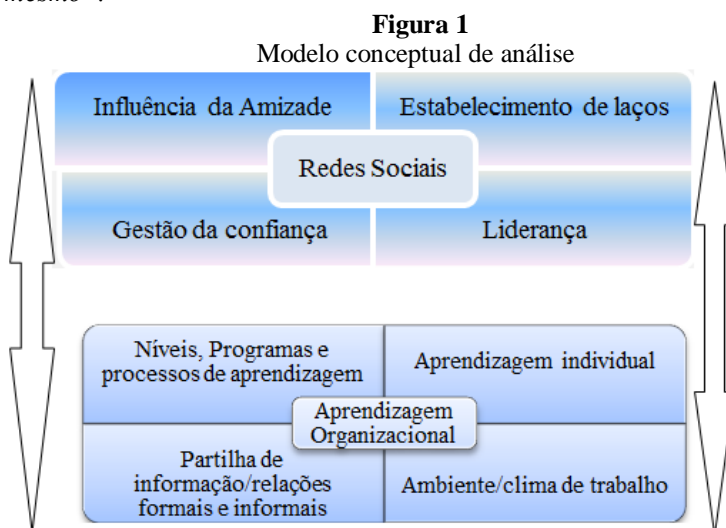 mesmo".
Figura 1
Modelo conceptual de análise
Influência da Amizade
Estabelecimento de laços
Redes Sociais
Gestão da confiança
Liderança
Níveis, Programas e
processos de aprendizagem
Aprendizagem individual
Aprendizagem
Organizacional
Partilha de
informação/relações
formais e informais
Ambiente/clima de trabalho